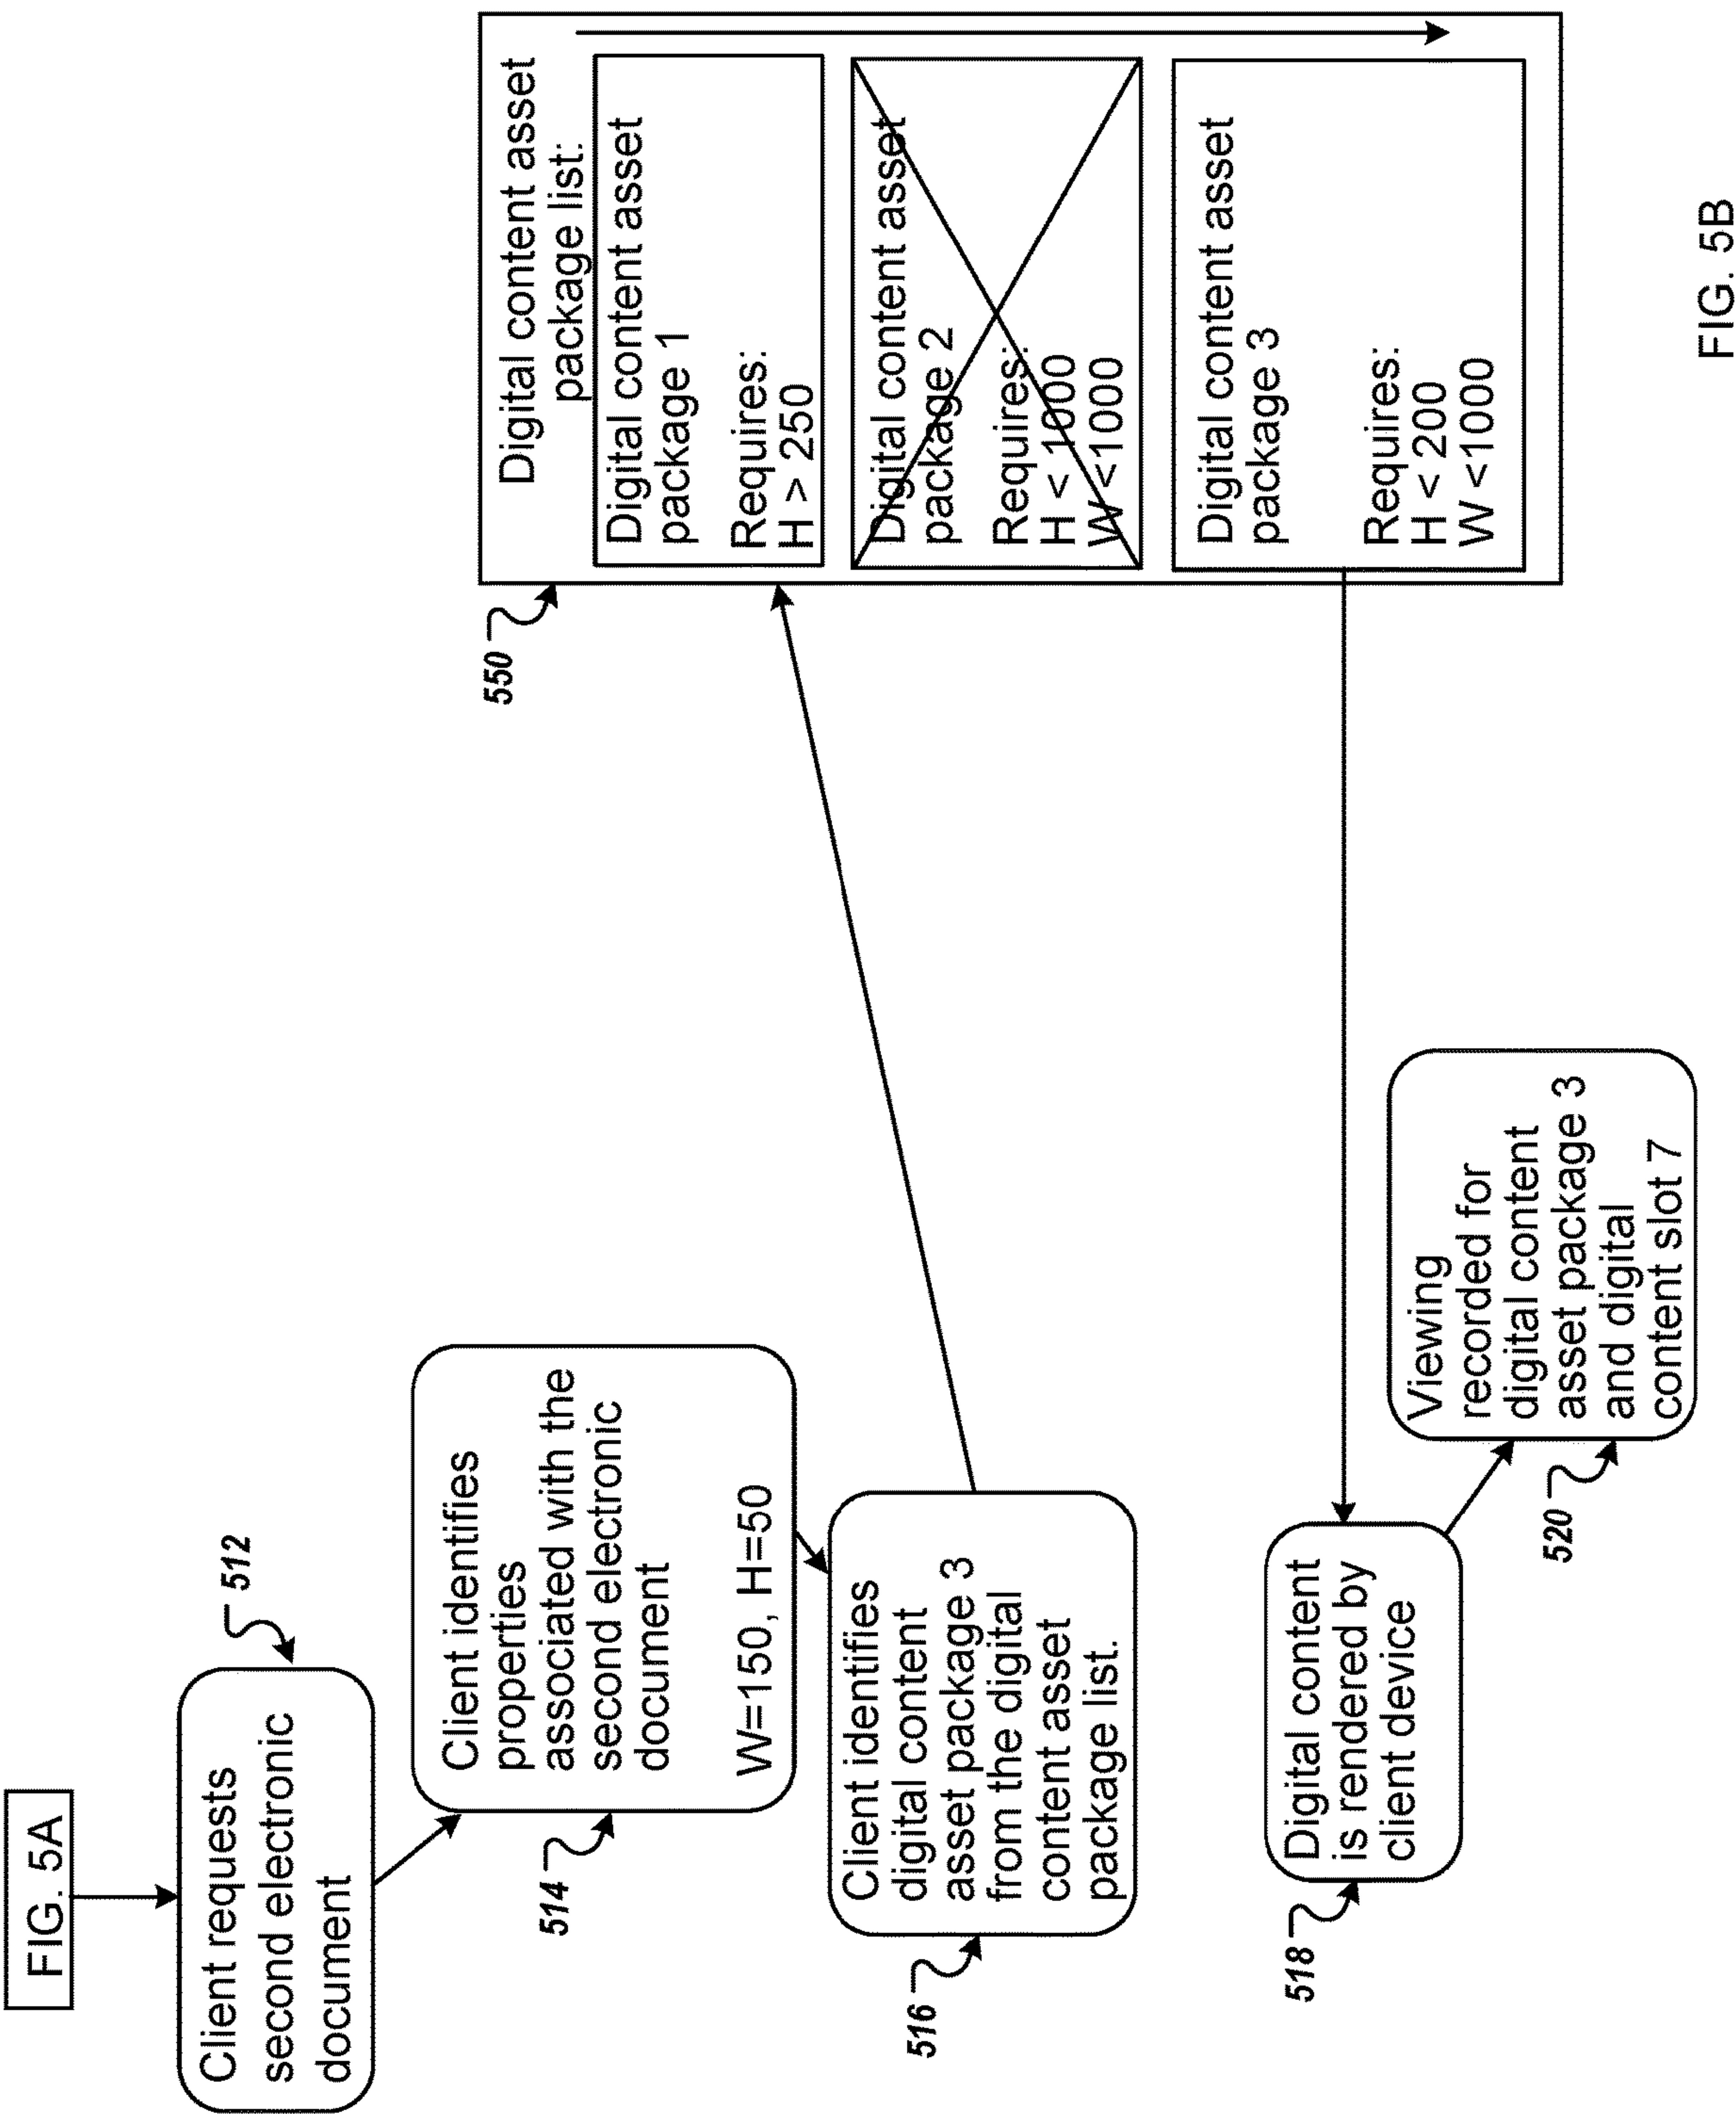 FIG. 5A
Client requests
second electronic
document
512
Client identifies
properties
associated with the
second electronic
document
W=150, H=50
514
Client identifies
digital content
asset package 3
from the digital
content asset
package list.
516
Digital content
is rendered by
client device
518
Viewing
recorded for
digital content
asset package 3
and digital
content slot 7
520
550
Digital content asset
package list:
Digital content asset
package 1
Requires:
H > 250
Digital content asset
package 2
Requires:
H < 1000
W <1000
Digital content asset
package 3
Requires:
H < 200
W <1000
FIG. 5B